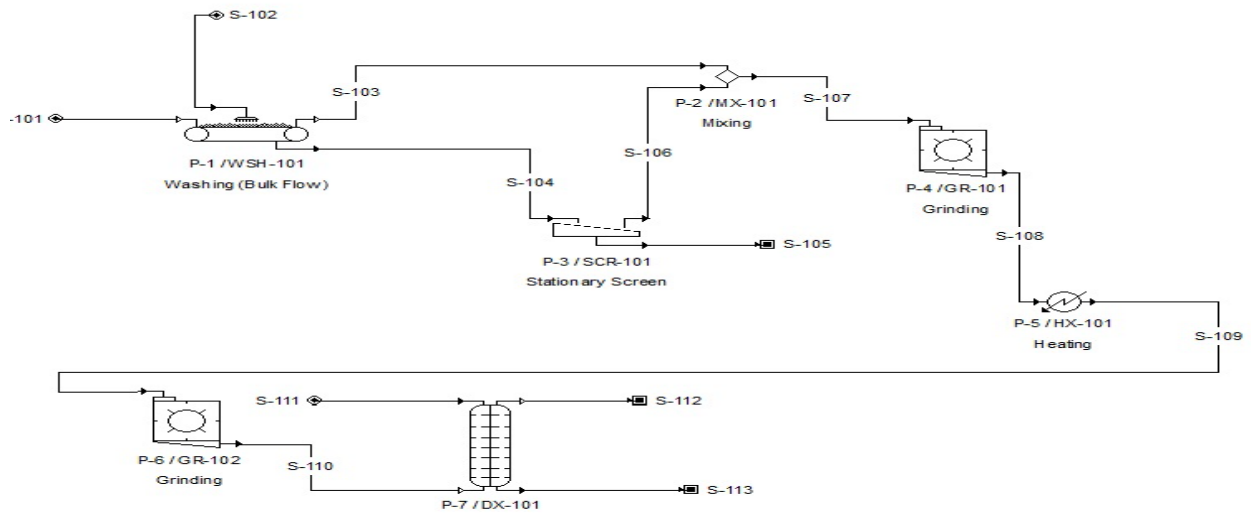 S-102
S-103
-101
P-1 /WSH-101
Washing (Bulk Flow)
S-104
S-106
P-2 /MX-101
Mixing
S-107
P-4 /GR-101
Grinding
P-3 / SCR-101
Stationary Screen
S-105
S-108
P-5 / HX-101
Heating
S-109
P-6 / GR-102
Grinding
S-110
S-111
S-112
P-7 / DX-101
S-113